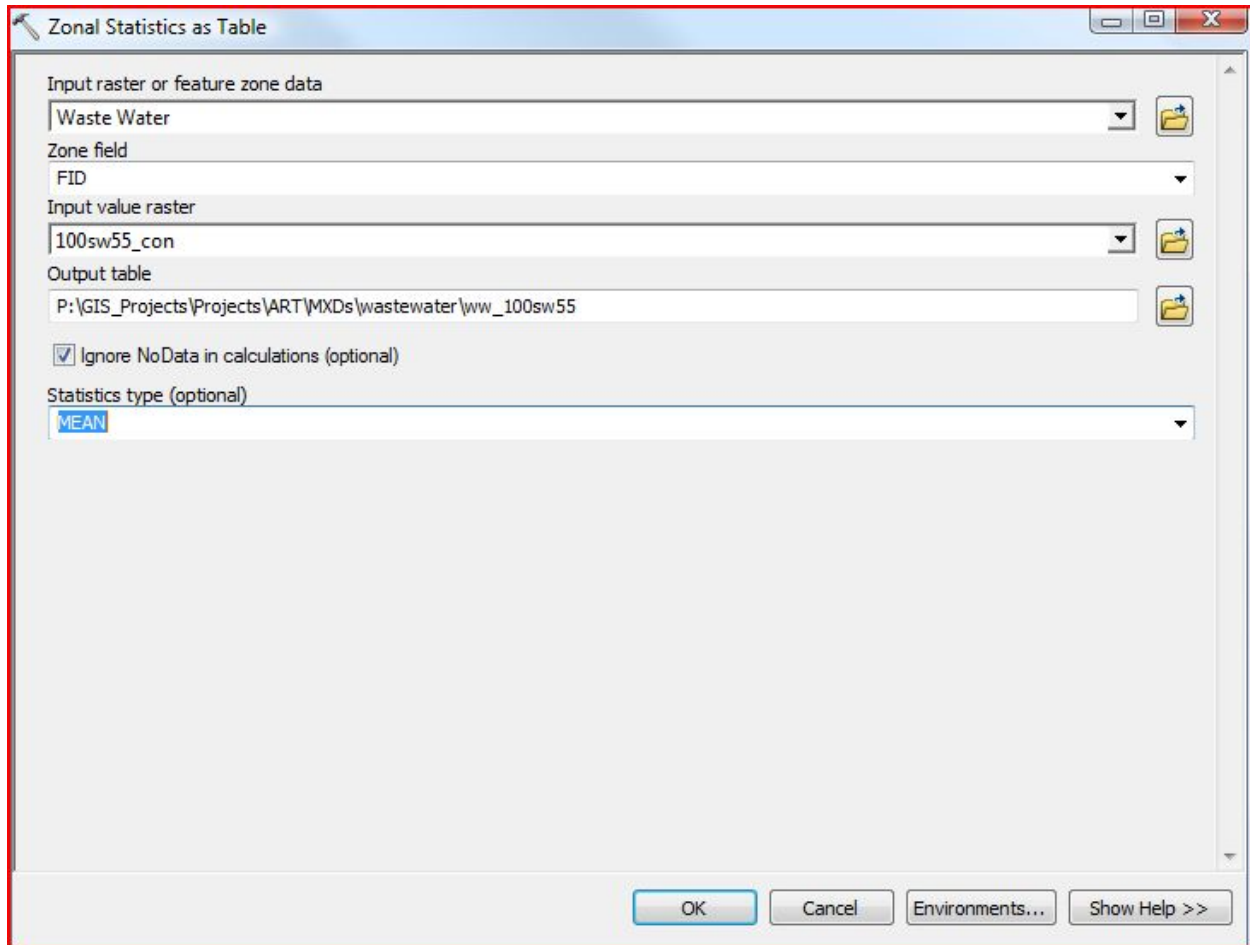 Zonal Statistics as Table
Input raster or feature zone data
Waste Water
Zone field
FID
Input value raster
100sw55_con
Output table
P:\GIS_Projects\Projects\ART\MXDs\wastewater\ww_100sw55
Ignore NoData in calculations (optional)
Statistics type (optional)
MEAN
OK Cancel Environments... Show Help >>